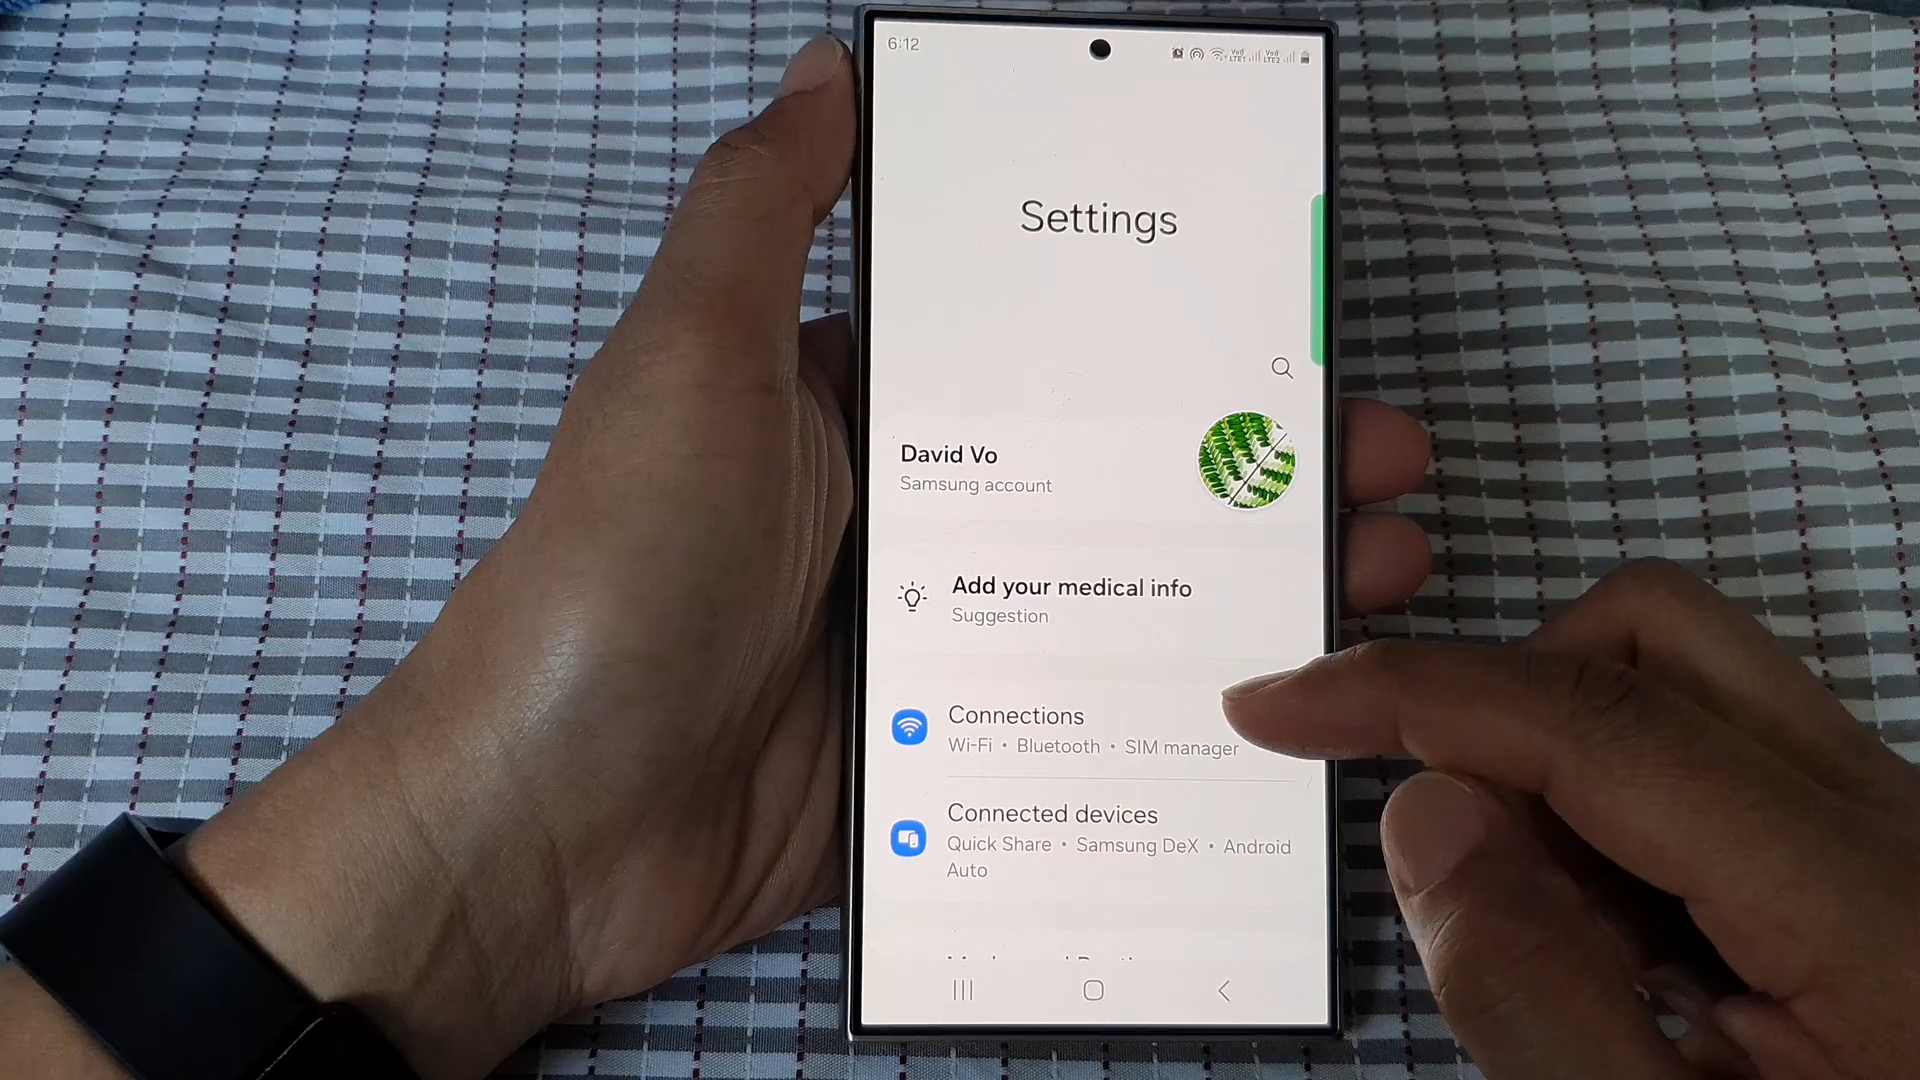 6:12
Settings
David Vo
Samsung account
Add your medical info
Suggestion
Connections
Wi-Fi • Bluetooth • SIM manager
Connected devices
Quick Share • Samsung DeX • Android
Auto